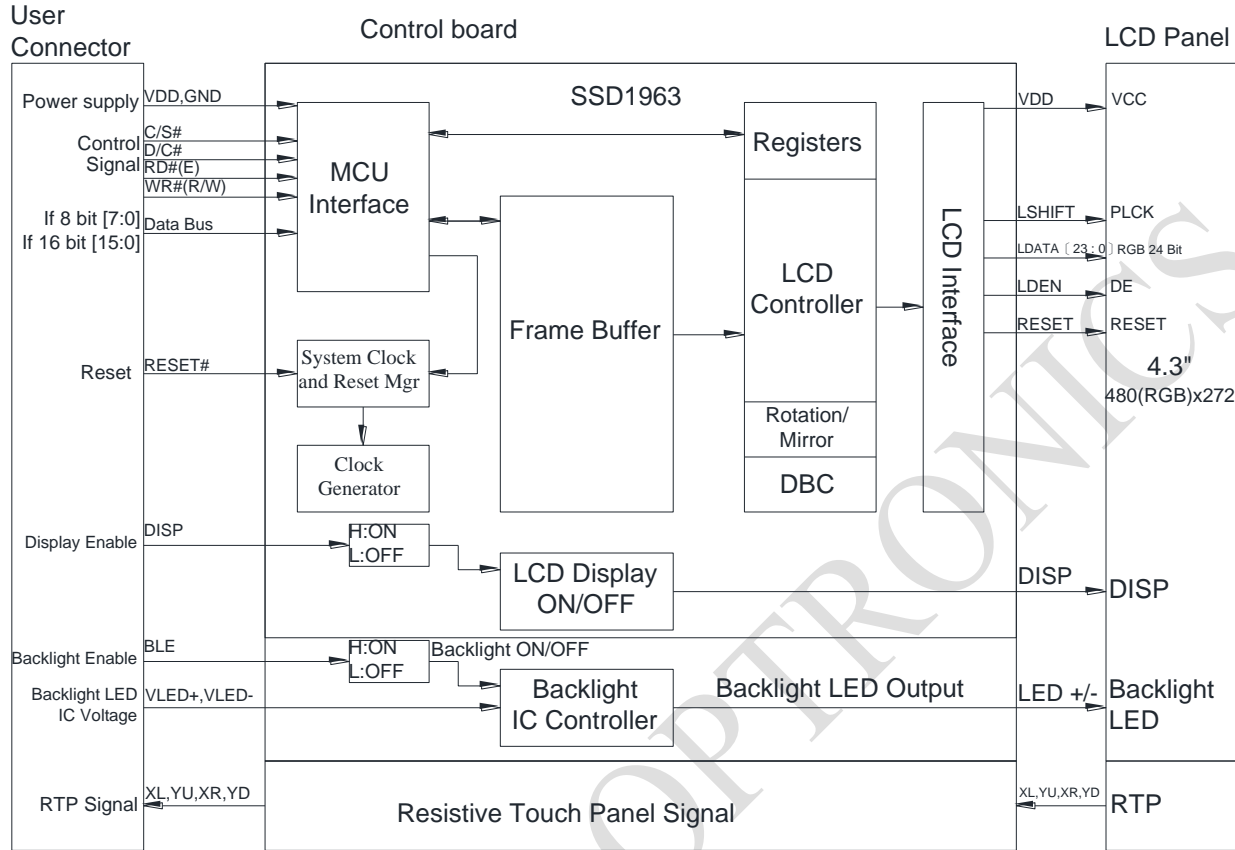 User
Connector
Control board
LCD Panel
Power supply
VDD,GND
SSD1963
VDD
VCC
Control
Signal
C/S#
D/C#
RD#(E)
WR#(R/W)
MCU
Interface
Registers
If 8 bit [7:0]
If 16 bit [15:0]
Data Bus
Frame Buffer
LCD
Controller
LCD Interface
LSHIFT
PLCK
LDATA〔23:0〕RGB 24 Bit
LDEN
DE
RESET
RESET
Reset
RESET#
System Clock
and Reset Mgr
4.3"
480(RGB)x272
Rotation/
Mirror
Clock
Generator
DBC
Display Enable
DISP
H:ON
L:OFF
LCD Display
ON/OFF
DISP
DISP
Backlight Enable
BLE
H:ON
L:OFF
Backlight ON/OFF
Backlight LED
IC Voltage
VLED+,VLED-
Backlight
IC Controller
Backlight LED Output
LED +/-
Backlight
LED
RTP Signal
XL,YU,XR,YD
Resistive Touch Panel Signal
XL,YU,XR,YD
RTP
OPTRONICS